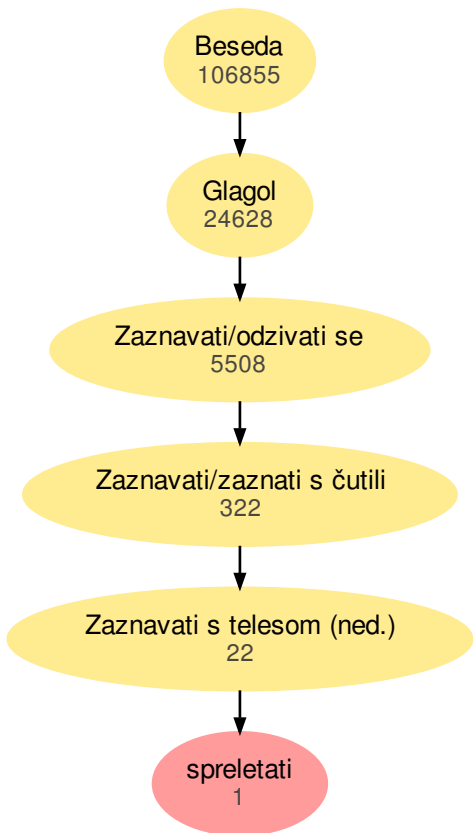 Beseda
106855
Glagol
24628
Zaznavati/odzivati se
5508
Zaznavati/zaznati s čutili
322
Zaznavati s telesom (ned.)
22
spreletati
1